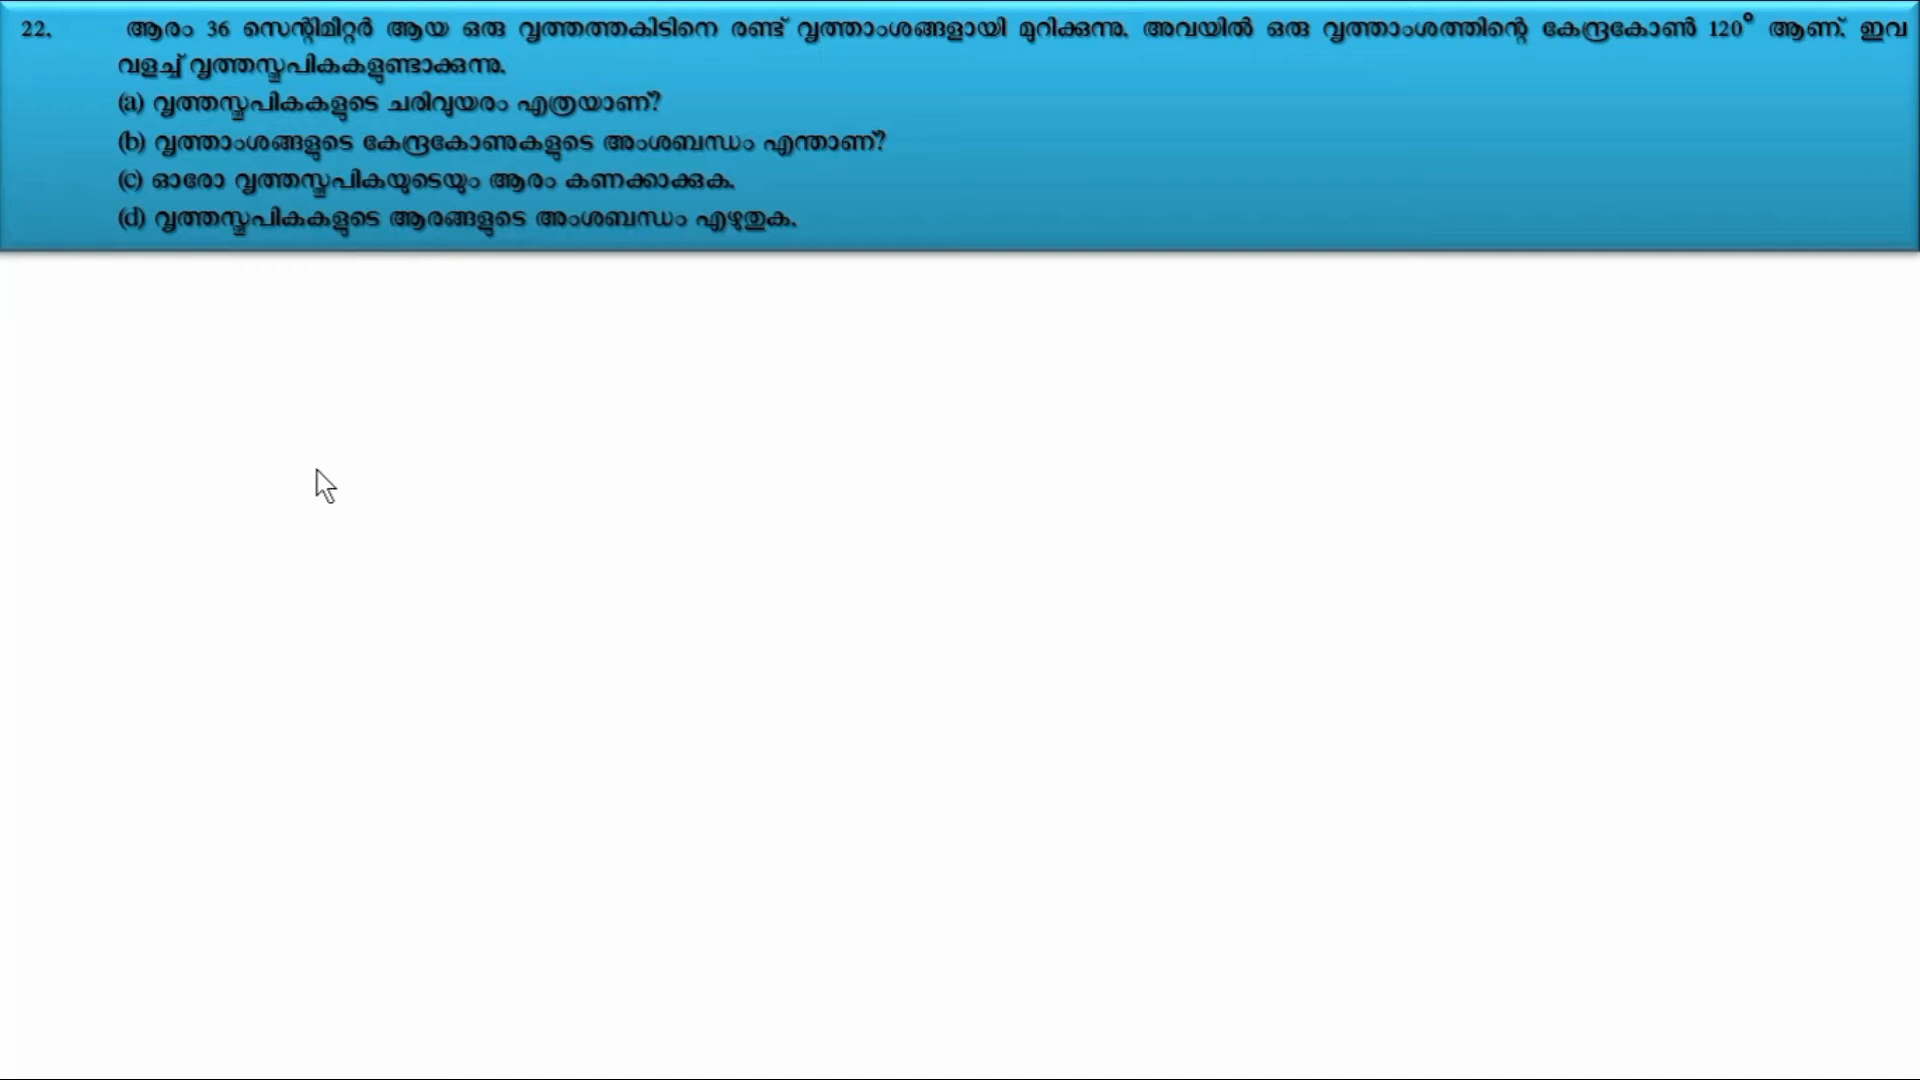 22. ആരം 36 സെന്റിമീറ്റർ ആയ ഒരു വൃത്തത്തകിടിനെ രണ്ട് വൃത്താംശങ്ങളായി മുറിക്കുന്നു. അവയിൽ ഒരു വൃത്താംശത്തിന്റെ കേന്ദ്രകോൺ 120° ആണ്. ഇവ
വളച്ച് വൃത്തസ്തൂപികകളുണ്ടാക്കുന്നു.
(a) വൃത്തസ്തൂപികകളുടെ ചരിവുയരം എത്രയാണ്?
(b) വൃത്താംശങ്ങളുടെ കേന്ദ്രകോണുകളുടെ അംശബന്ധം എന്താണ്?
(c) ഓരോ വൃത്തസ്തൂപികയുടെയും ആരം കണക്കാക്കുക.
(d) വൃത്തസ്തൂപികകളുടെ ആരങ്ങളുടെ അംശബന്ധം എഴുതുക.